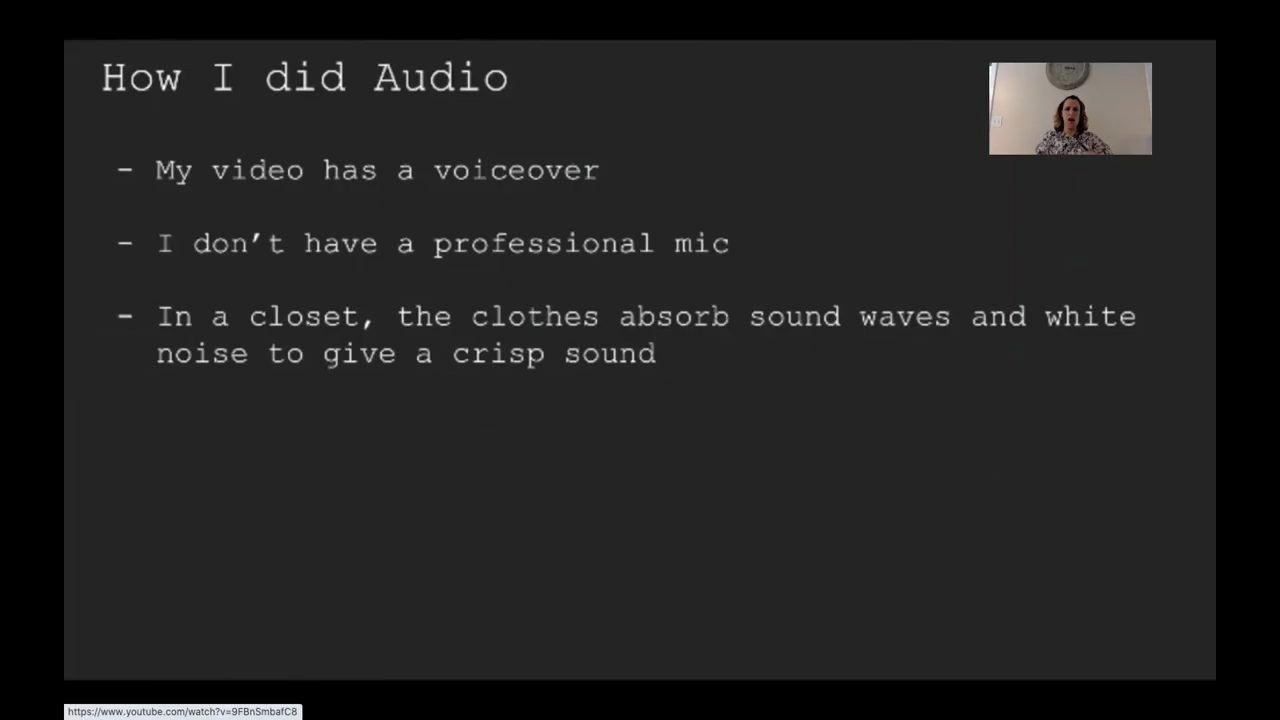 How I did Audio
- My video has a voiceover
- I don’t have a professional mic
- In a closet, the clothes absorb sound waves and white
noise to give a crisp sound
https://www.youtube.com/watch?v=9FBnSmbafC8